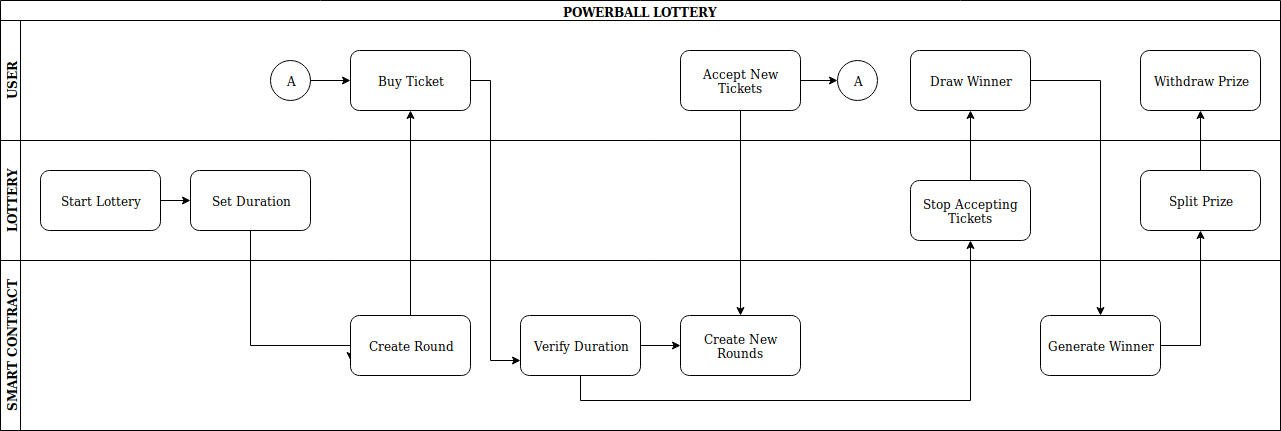 POWERBALL LOTTERY
USER
A
Buy Ticket
Accept New
Tickets
A
Draw Winner
Withdraw Prize
LOTTERY
Start Lottery
Set Duration
Stop Accepting
Tickets
Split Prize
SMART CONTRACT
Create Round
Verify Duration
Create New
Rounds
Generate Winner